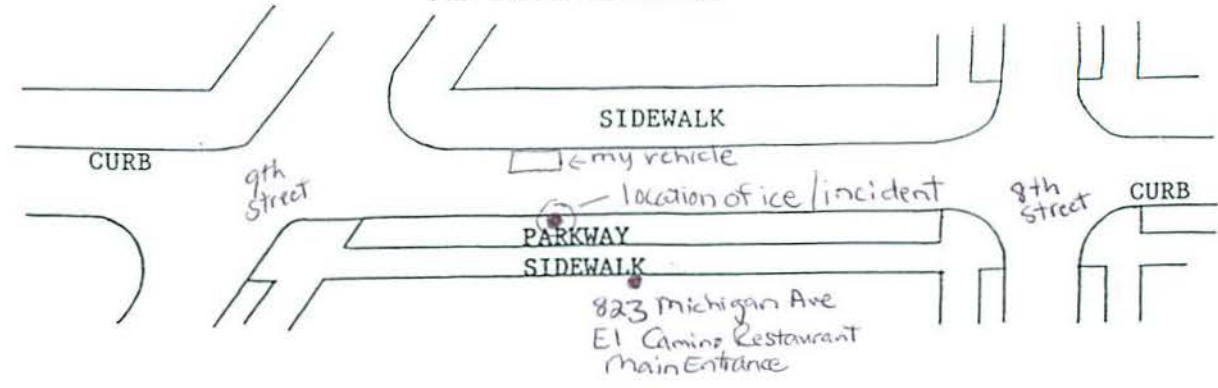 SIDEWALK
CURB
← my vehicle
9th
Street
location of ice/incident
8th
Street
CURB
PARKWAY
SIDEWALK
823 Michigan Ave
El Camino Restaurant
Main Entrance